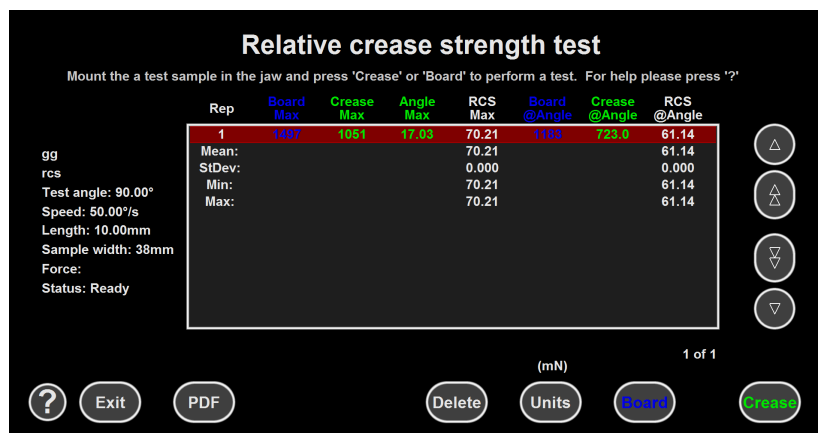 Relative crease strength test
Mount the a test sample in the jaw and press 'Crease' or 'Board' to perform a test. For help please press '?'
Rep Board Max Crease Max Angle Max RCS Max Board @Angle Crease @Angle RCS @Angle
1 1497 1051 17.03 70.21 1183 723.0 61.14
Mean: 70.21 61.14
StDev: 0.000 0.000
Min: 70.21 61.14
Max: 70.21 61.14
gg
rcs
Test angle: 90.00°
Speed: 50.00°/s
Length: 10.00mm
Sample width: 38mm
Force:
Status: Ready
1 of 1
(mN)
? Exit PDF Delete Units Board Crease